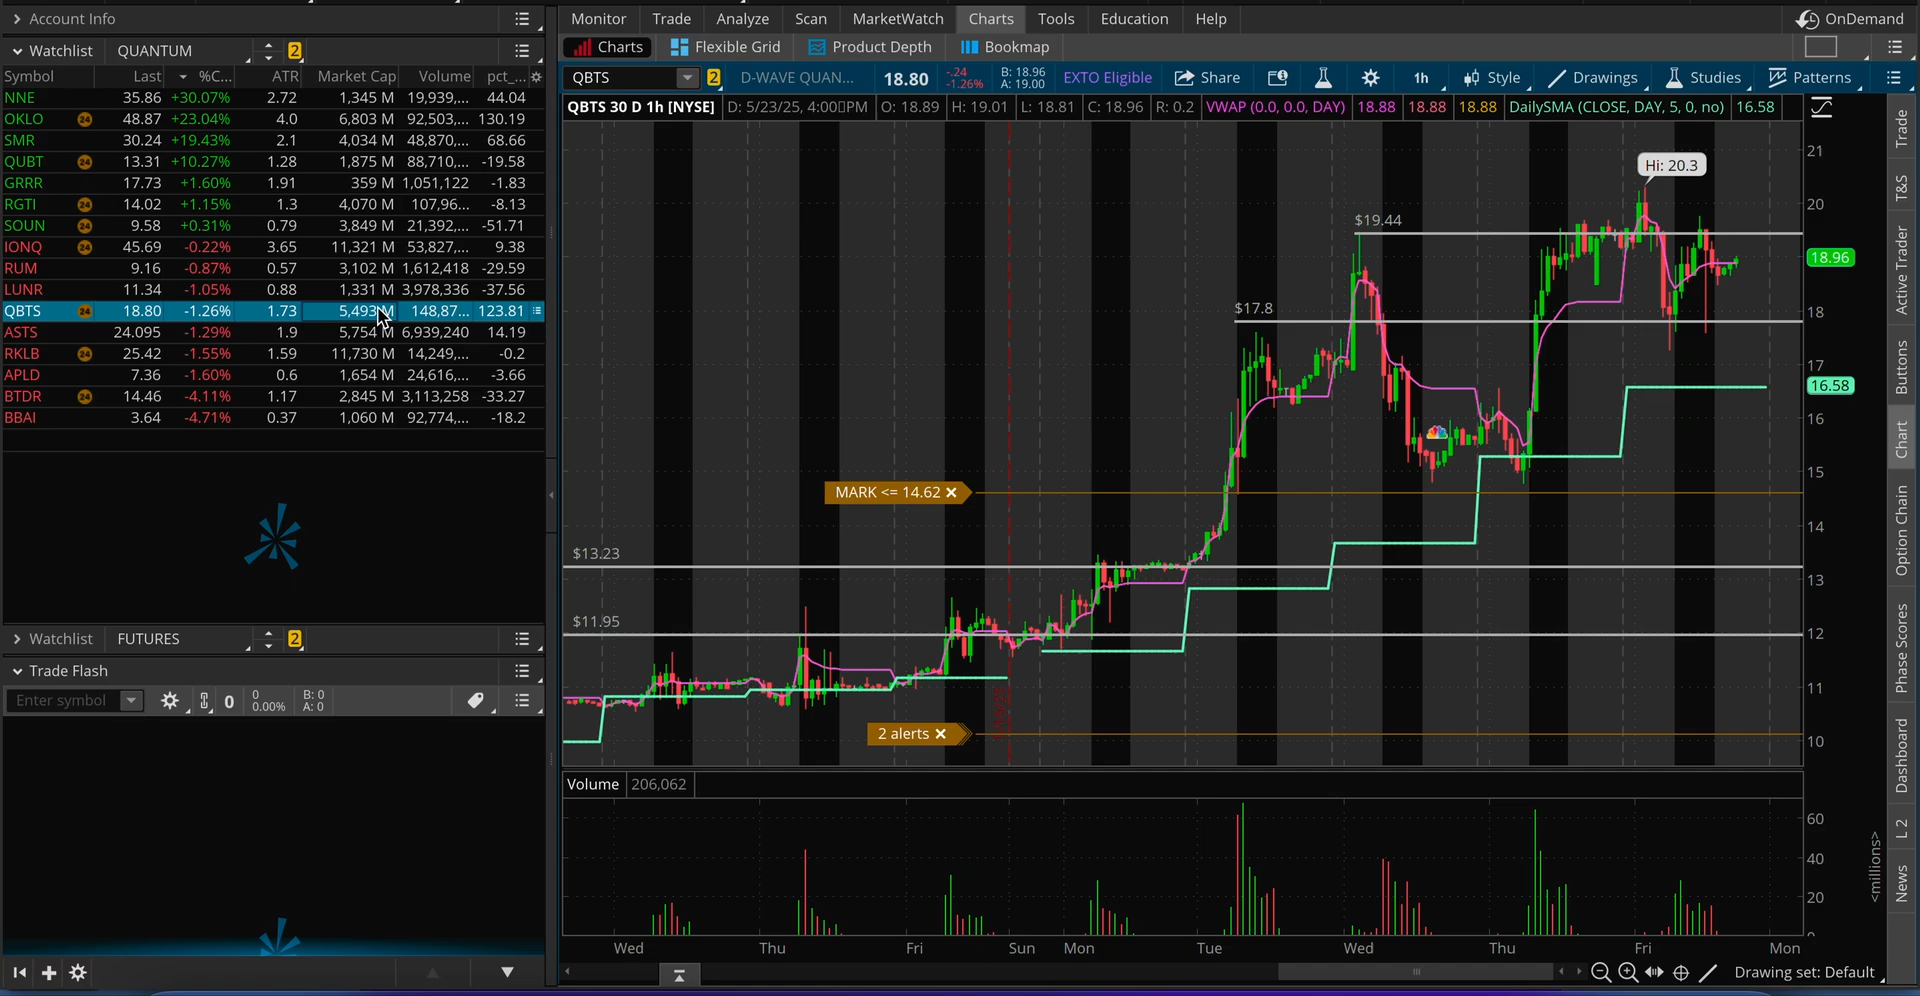 Account Info
Monitor Trade Analyze Scan MarketWatch Charts Tools Education Help OnDemand
Watchlist QUANTUM 2
Charts Flexible Grid Product Depth Bookmap
Symbol Last %C... ATR Market Cap Volume pct_...
QBTS 2 D-WAVE QUAN... 18.80 -.24 -1.26% B: 18.96 A: 19.00 EXTO Eligible Share 1h Style Drawings Studies Patterns
QBTS 30 D 1h [NYSE] D: 5/23/25, 4:00 PM O: 18.89 H: 19.01 L: 18.81 C: 18.96 R: 0.2 VWAP (0.0, 0.0, DAY) 18.88 18.88 18.88 DailySMA (CLOSE, DAY, 5, 0, no) 16.58
NNE 35.86 +30.07% 2.72 1,345 M 19,939,... 44.04
OKLO 24 48.87 +23.04% 4.0 6,803 M 92,503,... 130.19
SMR 30.24 +19.43% 2.1 4,034 M 48,870,... 68.66
QUBT 24 13.31 +10.27% 1.28 1,875 M 88,710,... -19.58
GRRR 17.73 +1.60% 1.91 359 M 1,051,122 -1.83
RGTI 24 14.02 +1.15% 1.3 4,070 M 107,96... -8.13
SOUN 24 9.58 +0.31% 0.79 3,849 M 21,392,... -51.71
IONQ 24 45.69 -0.22% 3.65 11,321 M 53,827,... 9.38
RUM 9.16 -0.87% 0.57 3,102 M 1,612,418 -29.59
LUNR 11.34 -1.05% 0.88 1,331 M 3,978,336 -37.56
QBTS 24 18.80 -1.26% 1.73 5,493 M 148,87... 123.81
ASTS 24.095 -1.29% 1.9 5,754 M 6,939,240 14.19
RKLB 24 25.42 -1.55% 1.59 11,730 M 14,249,... -0.2
APLD 7.36 -1.60% 0.6 1,654 M 24,616,... -3.66
BTDR 24 14.46 -4.11% 1.17 2,845 M 3,113,258 -33.27
BBAI 3.64 -4.71% 0.37 1,060 M 92,774,... -18.2
Watchlist FUTURES 2
Trade Flash
Enter symbol 0 0 0.00% B: 0 A: 0
Hi: 20.3
$19.44
$17.8
MARK <= 14.62
$13.23
$11.95
2 alerts
21
20
18.96
18
17
16.58
16
15
14
13
12
11
10
Volume 206,062
60
40
20
0
<millions>
Wed Thu Fri Sun Mon Tue Wed Thu Fri Mon
Drawing set: Default
Trade
T&S
Active Trader
Buttons
Chart
Option Chain
Phase Scores
Dashboard
L 2
News